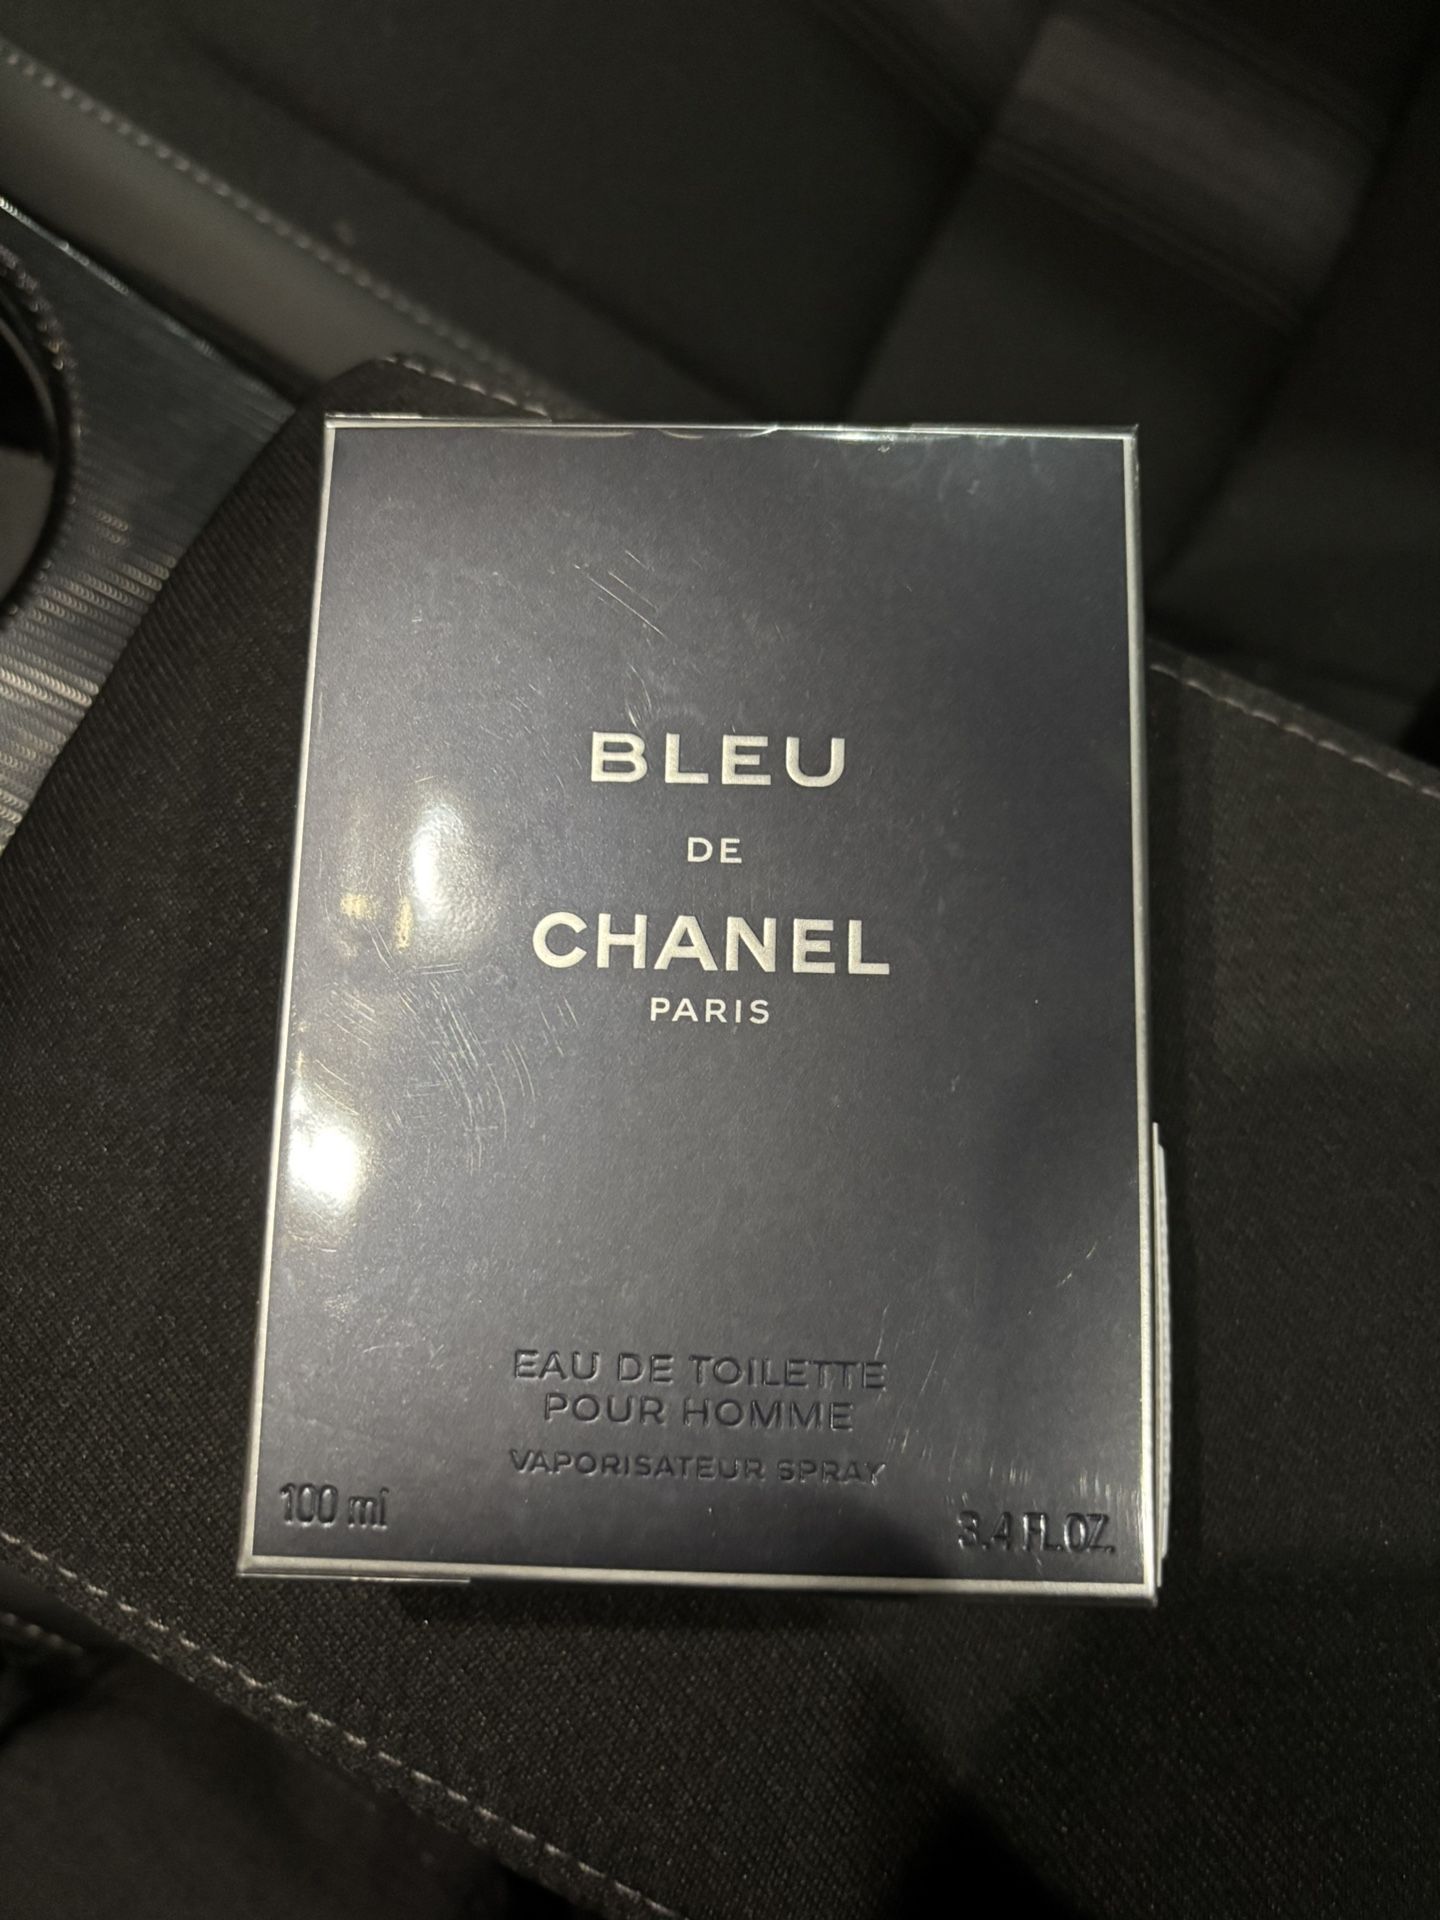 BLEU
DE
CHANEL
PARIS
EAU DE TOILETTE
POUR HOMME
VAPORISATEUR SPRAY
100 ml
3.4 FL.OZ.